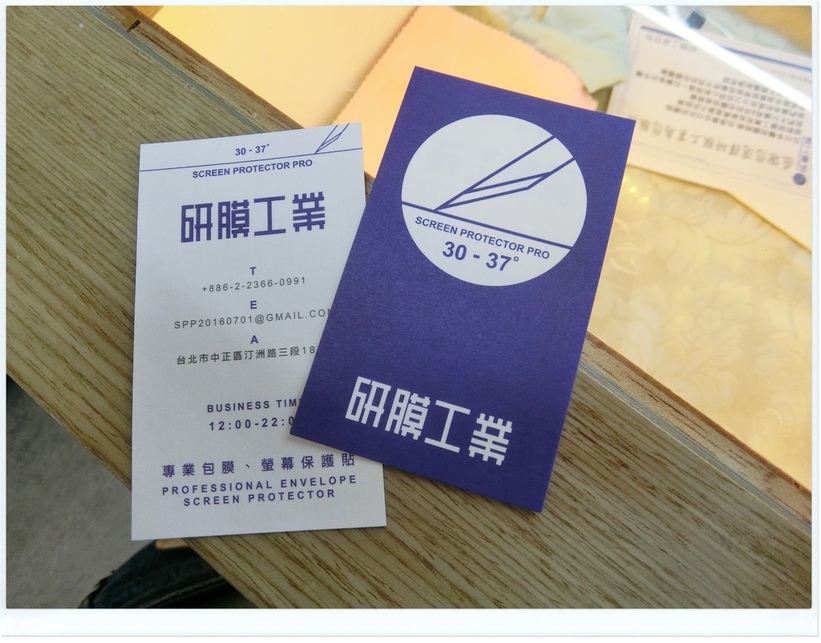 30 - 37°
SCREEN PROTECTOR PRO
研膜工業
T
+886-2-2366-0991
E
SPP20160701@GMAIL.COM
A
台北市中正區汀洲路三段18
BUSINESS TIME
12:00-22:0
專業包膜、螢幕保護貼
PROFESSIONAL ENVELOPE
SCREEN PROTECTOR
SCREEN PROTECTOR PRO
30 - 37°
研膜工業